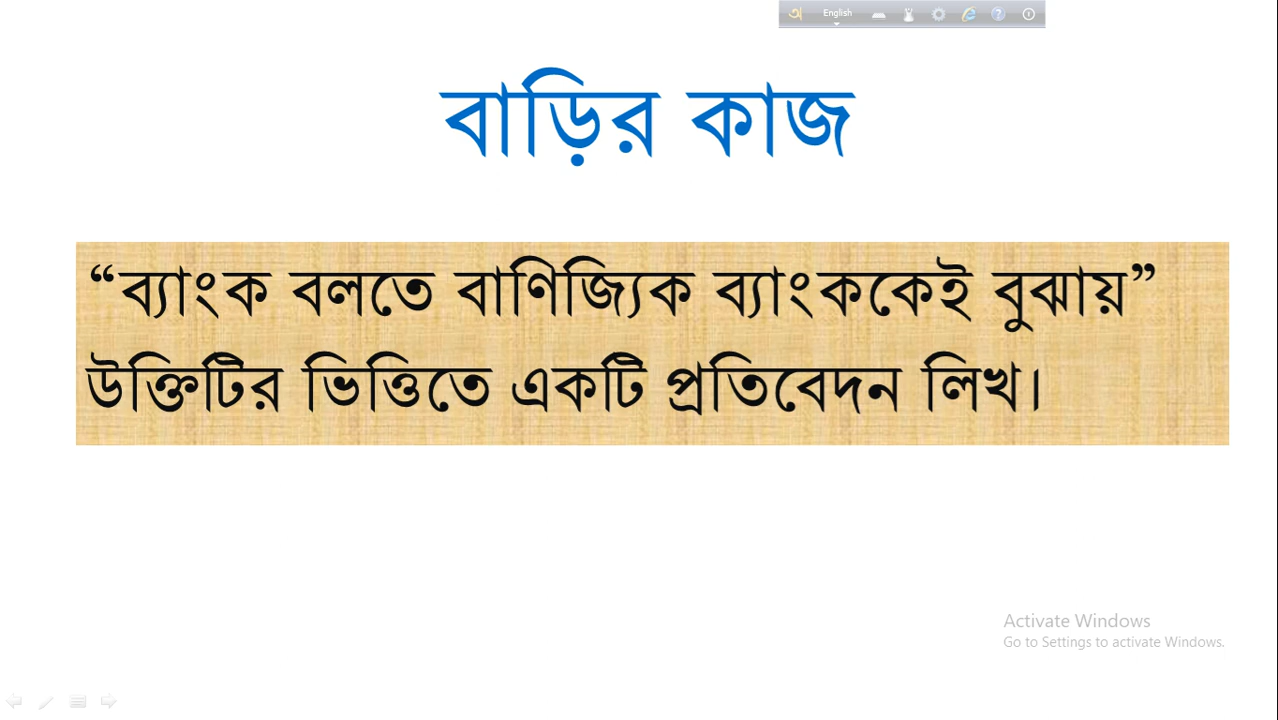 English
বাড়ির কাজ
“ব্যাংক বলতে বাণিজ্যিক ব্যাংককেই বুঝায়”
উক্তিটির ভিত্তিতে একটি প্রতিবেদন লিখ।
Activate Windows
Go to Settings to activate Windows.